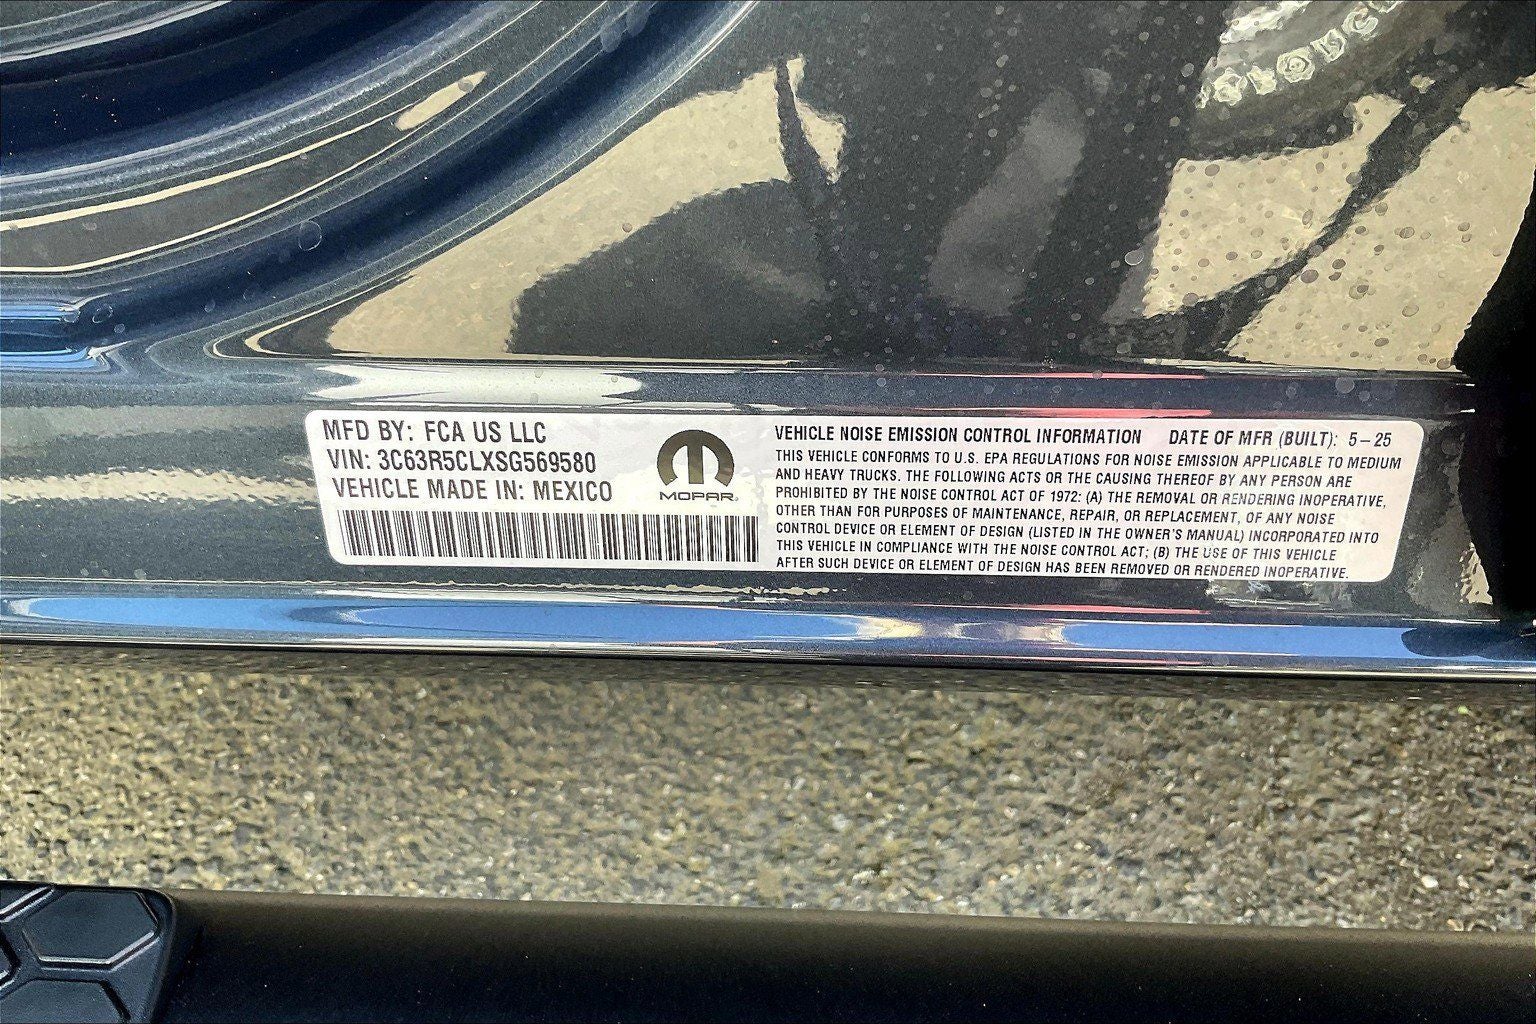 MFD BY: FCA US LLC
VIN: 3C63R5CLXSG569580
VEHICLE MADE IN: MEXICO
MOPAR
VEHICLE NOISE EMISSION CONTROL INFORMATION DATE OF MFR (BUILT): 5-25
THIS VEHICLE CONFORMS TO U.S. EPA REGULATIONS FOR NOISE EMISSION APPLICABLE TO MEDIUM
AND HEAVY TRUCKS. THE FOLLOWING ACTS OR THE CAUSING THEREOF BY ANY PERSON ARE
PROHIBITED BY THE NOISE CONTROL ACT OF 1972: (A) THE REMOVAL OR RENDERING INOPERATIVE,
OTHER THAN FOR PURPOSES OF MAINTENANCE, REPAIR, OR REPLACEMENT, OF ANY NOISE
CONTROL DEVICE OR ELEMENT OF DESIGN (LISTED IN THE OWNER'S MANUAL) INCORPORATED INTO
THIS VEHICLE IN COMPLIANCE WITH THE NOISE CONTROL ACT; (B) THE USE OF THIS VEHICLE
AFTER SUCH DEVICE OR ELEMENT OF DESIGN HAS BEEN REMOVED OR RENDERED INOPERATIVE.